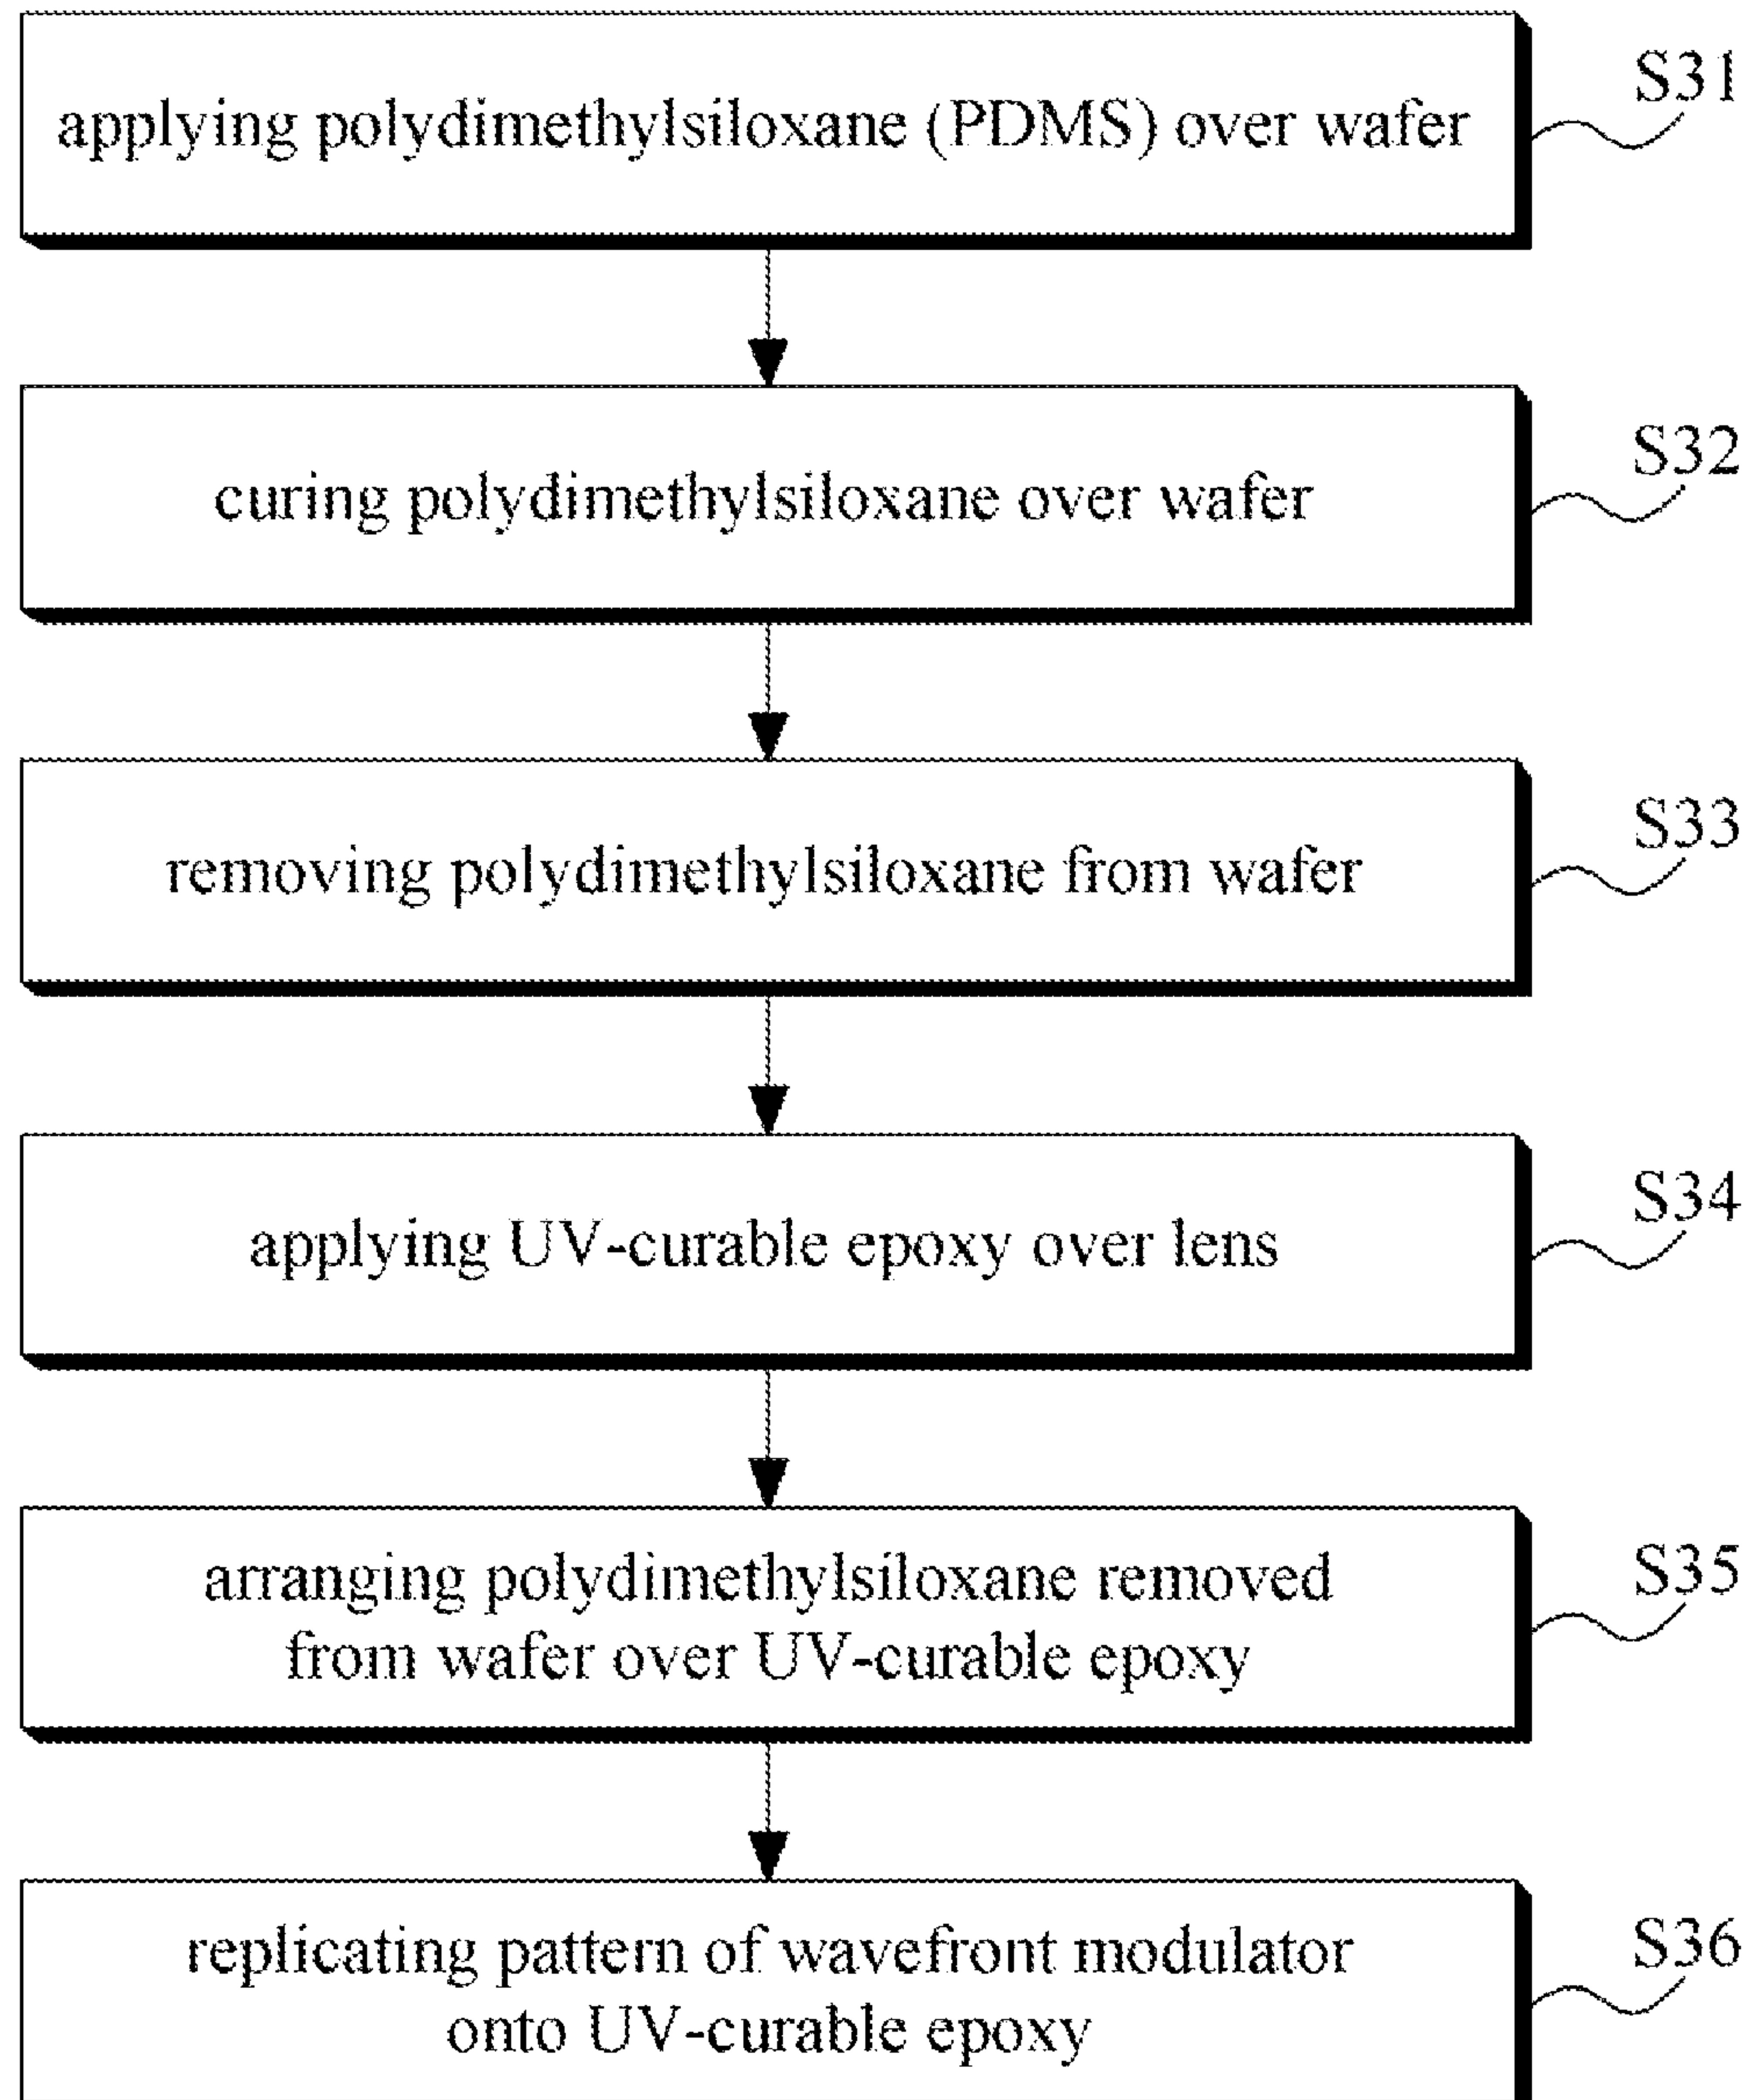 applying polydimethylsiloxane (PDMS) over wafer
S31
curing polydimethylsiloxane over wafer
S32
removing polydimethylsiloxane from wafer
S33
applying UV-curable epoxy over lens
S34
arranging polydimethylsiloxane removed
from wafer over UV-curable epoxy
S35
replicating pattern of wavefront modulator
onto UV-curable epoxy
S36